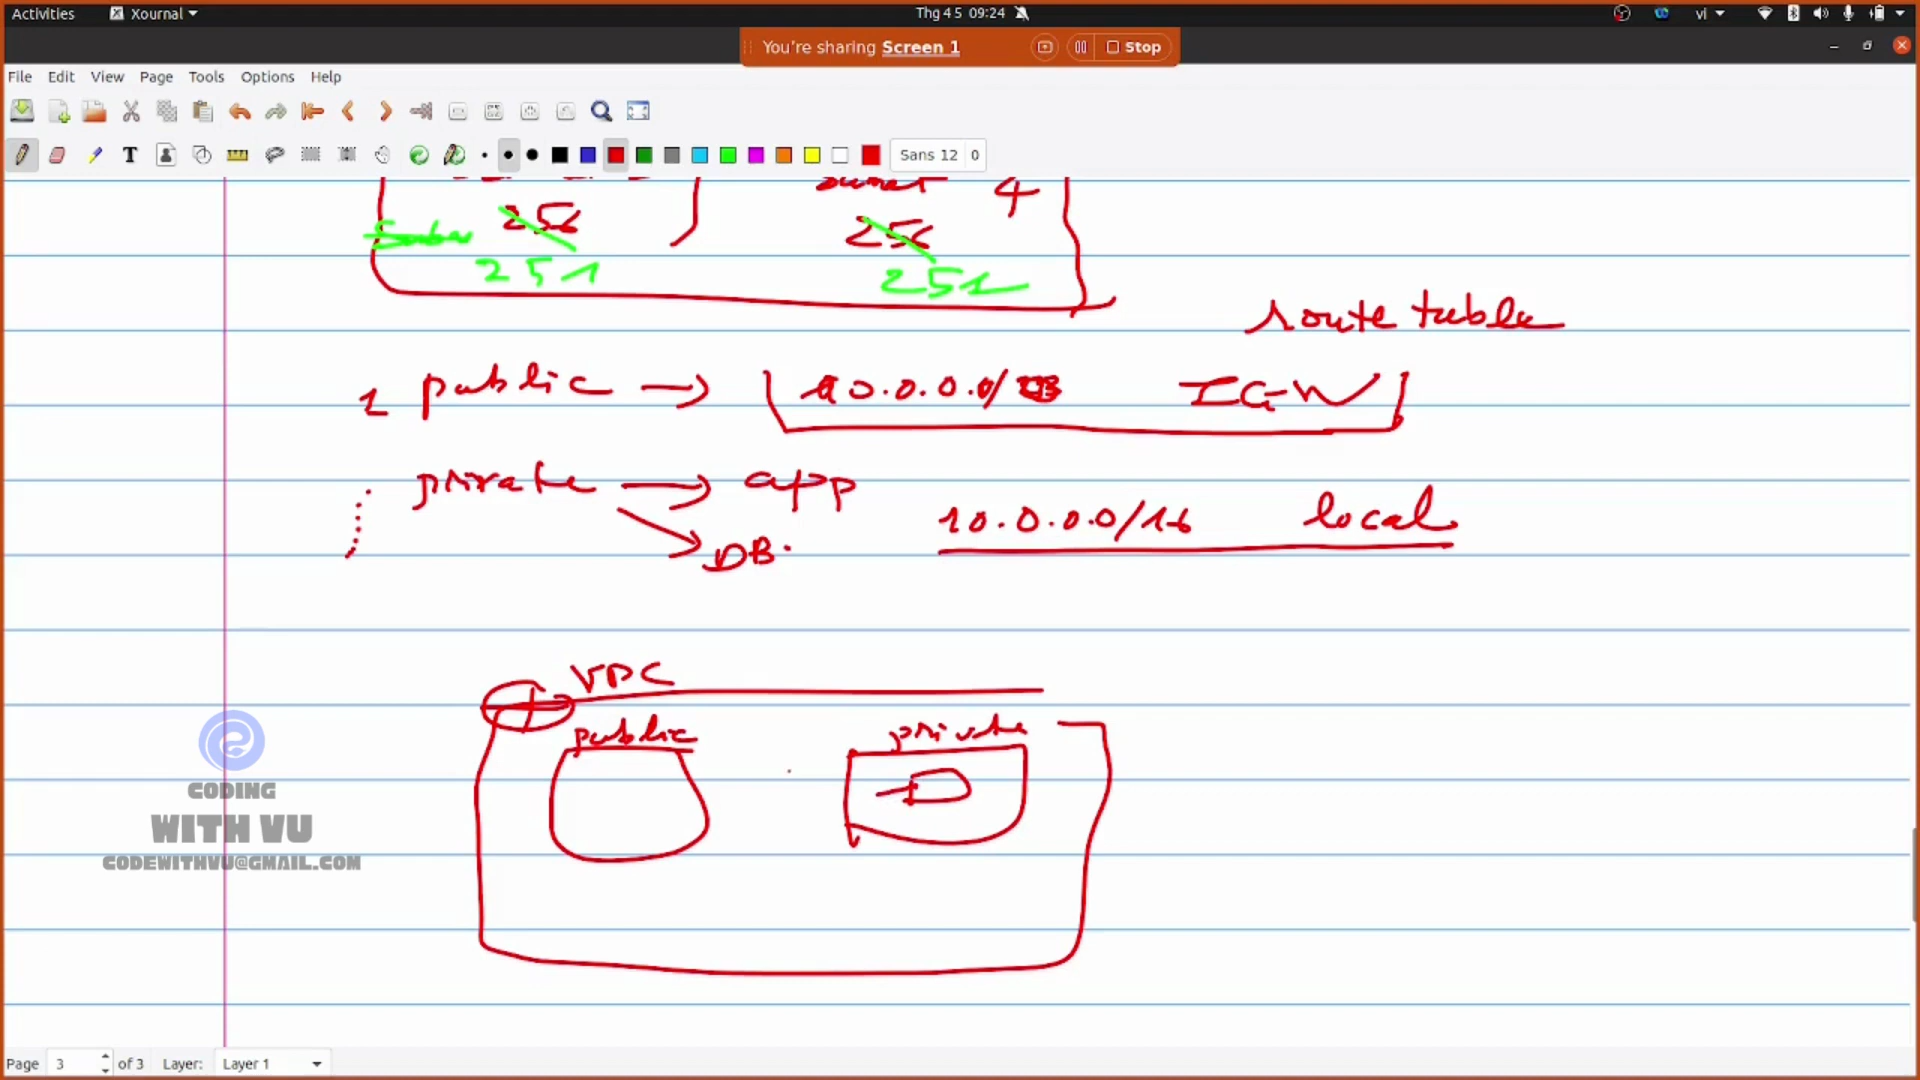 Activities Xournal Thg 4 5 09:24 vi
You're sharing Screen 1 Stop
File Edit View Page Tools Options Help
Sans 12 0
4
256 256
251 251
route table
1 public → 10.0.0.0/ IGW
private → app
10.0.0.0/16 local
DB.
VPC
public private
CODING
WITH VU
CODEWITHVU@GMAIL.COM
Page 3 of 3 Layer: Layer 1